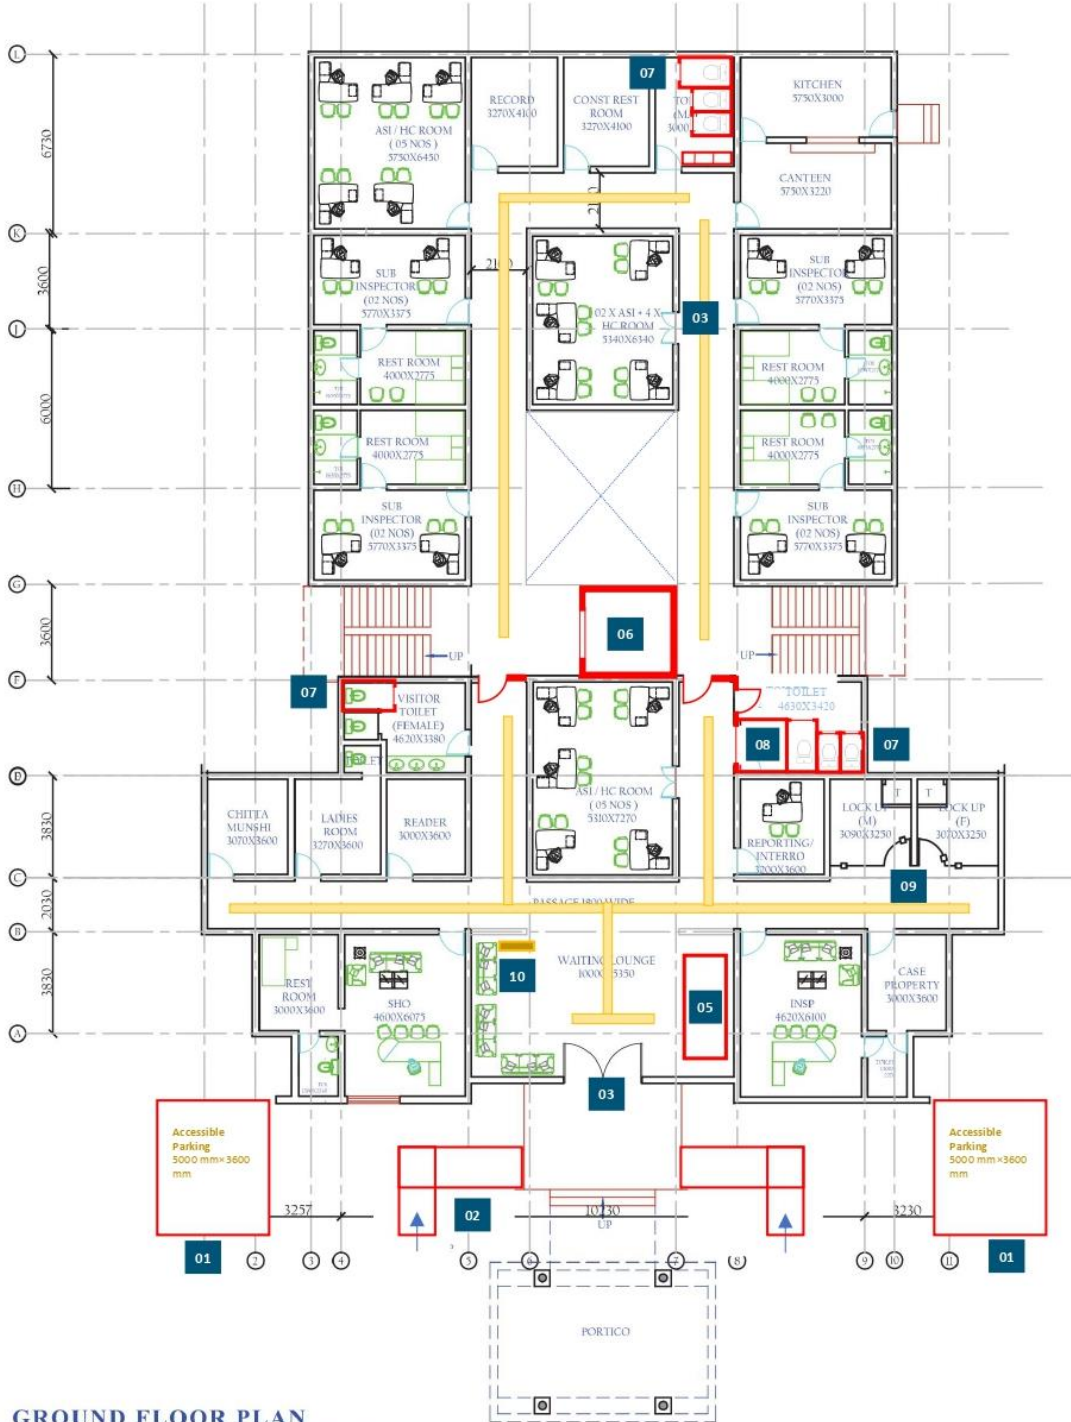 L
07
ASI / HC ROOM
( 05 NOS )
5750X6450
RECORD
3270X4100
CONST REST
ROOM
3270X4100
KITCHEN
5750X3000
CANTEEN
5750X3220
6730
K
SUB
INSPECTOR
(02 NOS)
5770X3375
02 X ASI + 4 X
HC ROOM
5340X6340
03
SUB
INSPECTOR
(02 NOS)
5770X3375
3600
J
REST ROOM
4000X2775
REST ROOM
4000X2775
6000
REST ROOM
4000X2775
REST ROOM
4000X2775
H
SUB
INSPECTOR
(02 NOS)
5770X3375
SUB
INSPECTOR
(02 NOS)
5770X3375
G
3600
06
UP
UP
F
07
VISITOR
TOILET
(FEMALE)
4620X3380
TOILET
4630X3420
08
07
D
CHITTA
MUNSHI
3070X3600
LADIES
ROOM
3270X3600
READER
3000X3600
ASI / HC ROOM
( 05 NOS )
5310X7270
REPORTING/
INTERRO
3200X3600
LOCK UP
(M)
3090X3250
T
T
LOCK UP
(F)
3070X3250
3830
C
09
2030
PASSAGE 1800 WIDE
B
REST
ROOM
3000X3600
SHO
4600X6075
10
WAITING LOUNGE
05
INSP
4620X6100
CASE
PROPERTY
3000X3600
3830
A
03
Accessible
Parking
5000 mm×3600
mm
Accessible
Parking
5000 mm×3600
mm
3257
02
10230
UP
3230
01
01
2
3
4
5
6
7
8
9
10
11
PORTICO
GROUND FLOOR PLAN